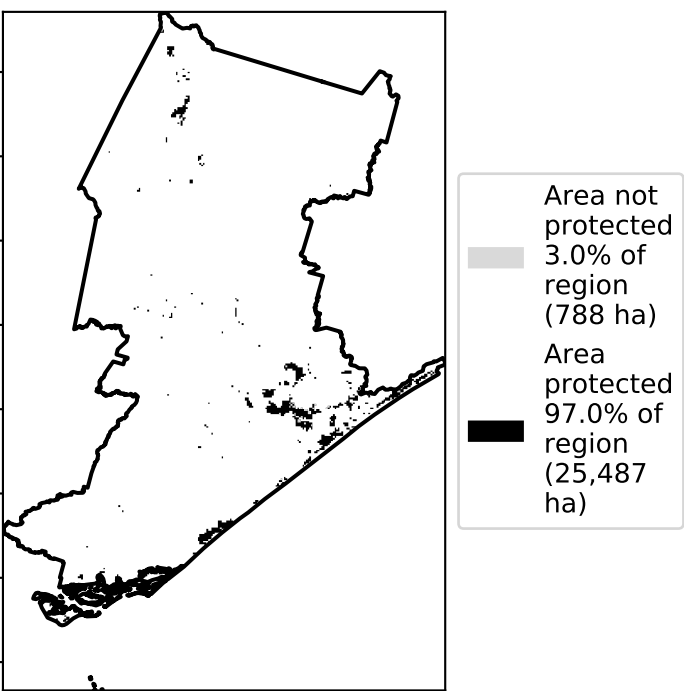 Area not
protected
3.0% of
region
(788 ha)
Area
protected
97.0% of
region
(25,487
ha)